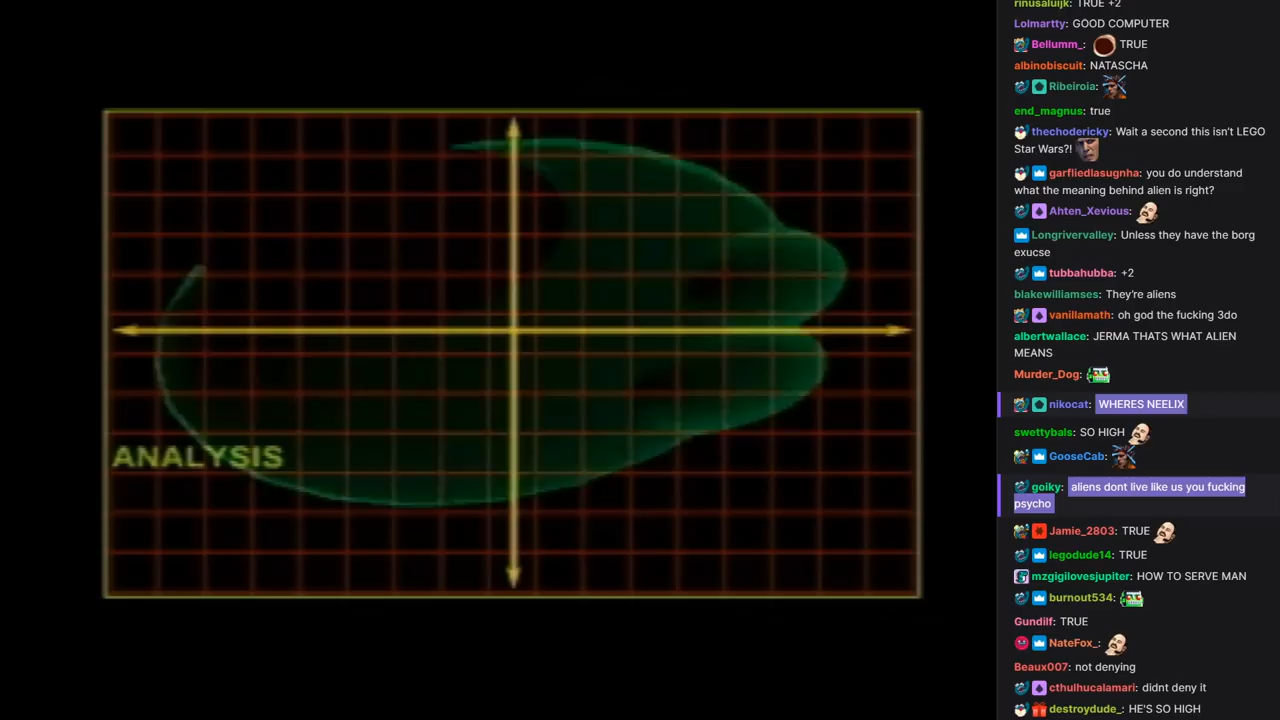 ANALYSIS
rinusaluijk: TRUE +2
Lolmartty: GOOD COMPUTER
Bellumm_: TRUE
albinobiscuit: NATASCHA
Ribeiroia:
end_magnus: true
thechodericky: Wait a second this isn't LEGO
Star Wars?!
garfliedlasugnha: you do understand
what the meaning behind alien is right?
Ahten_Xevious:
Longrivervalley: Unless they have the borg
exucse
tubbahubba: +2
blakewilliamses: They're aliens
vanillamath: oh god the fucking 3do
albertwallace: JERMA THATS WHAT ALIEN
MEANS
Murder_Dog:
nikocat: WHERES NEELIX
swettybals: SO HIGH
GooseCab:
goiky: aliens dont live like us you fucking
psycho
Jamie_2803: TRUE
legodude14: TRUE
mzgigilovesjupiter: HOW TO SERVE MAN
burnout534:
Gundilf: TRUE
NateFox_:
Beaux007: not denying
cthulhucalamari: didnt deny it
destroydude_: HE'S SO HIGH